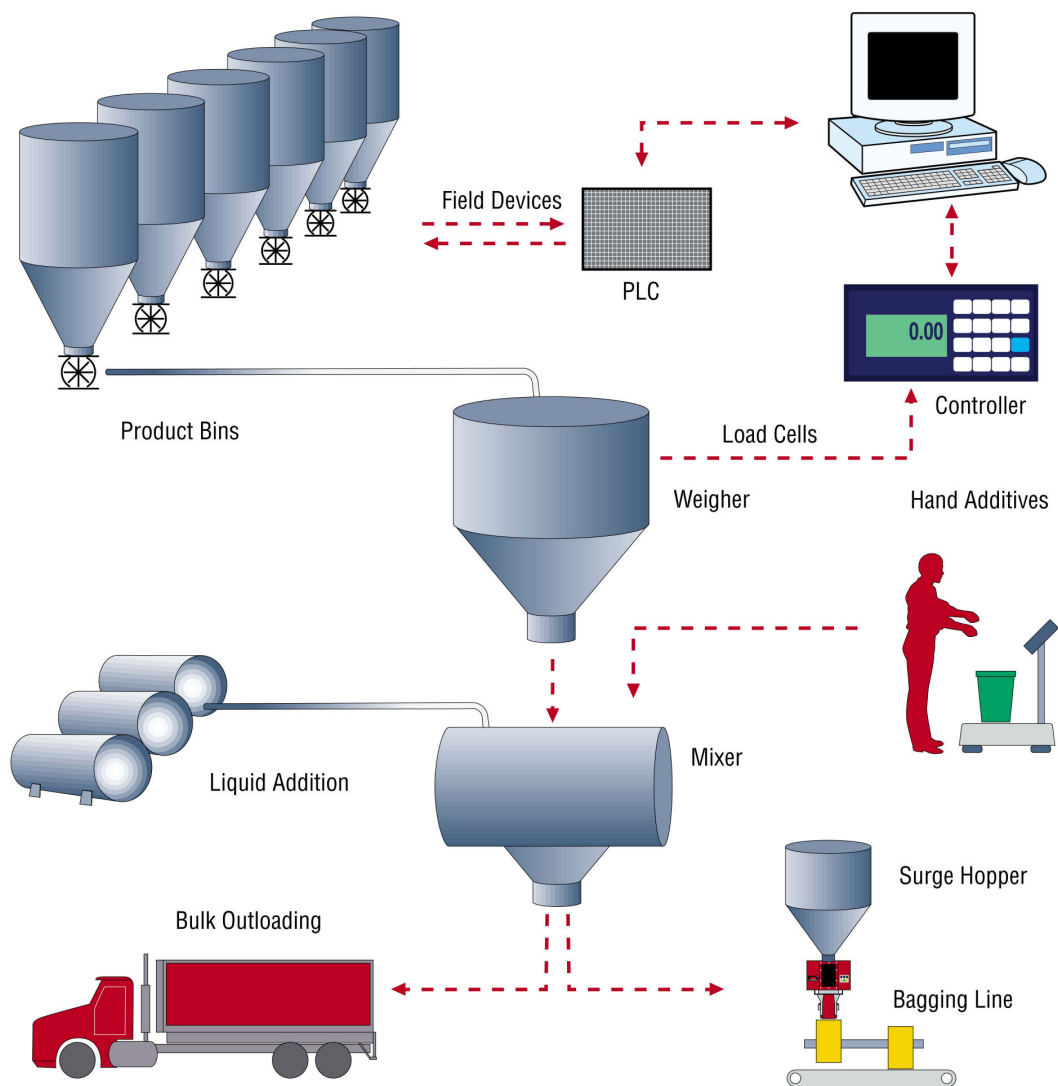 Field Devices
PLC
0.00
Controller
Product Bins
Load Cells
Weigher
Hand Additives
Mixer
Liquid Addition
Surge Hopper
Bulk Outloading
Bagging Line